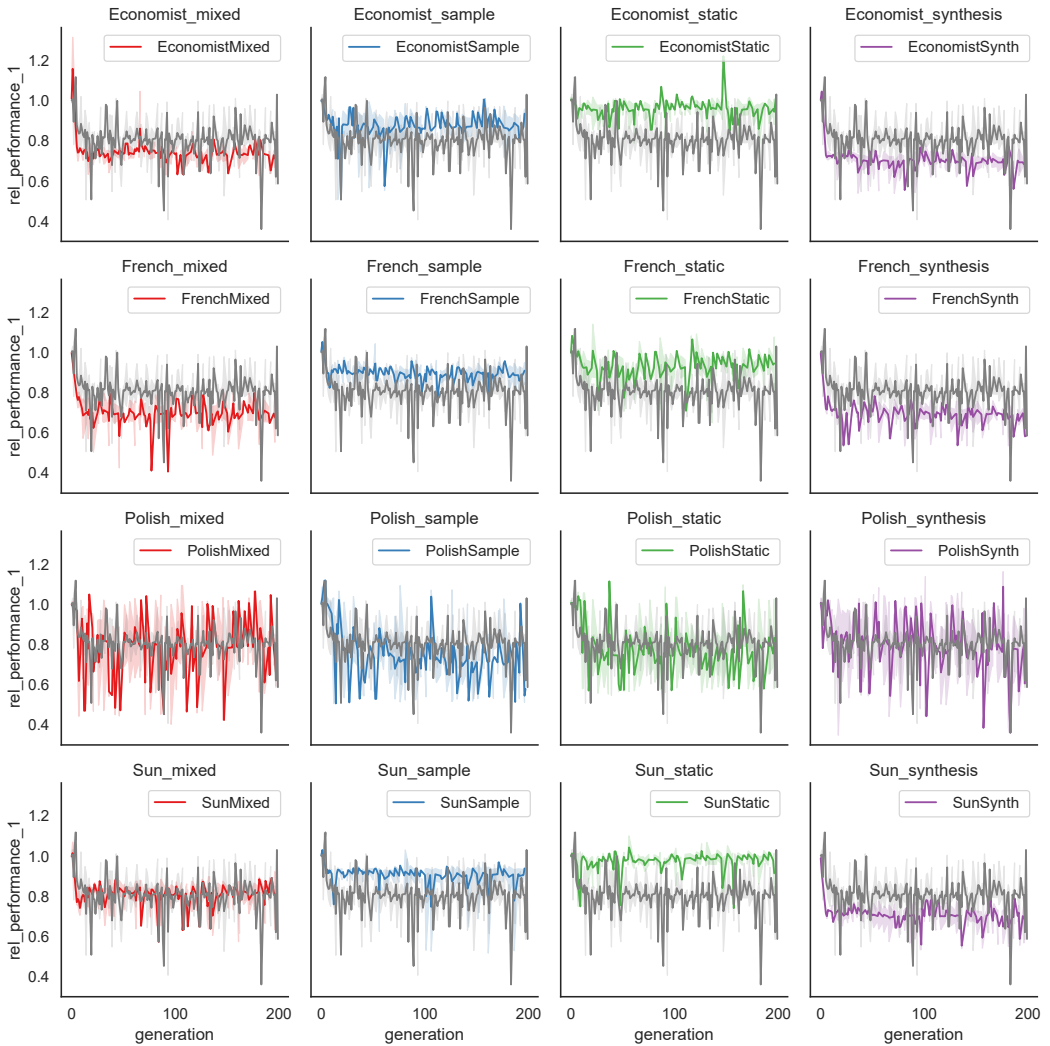 Economist_mixed Economist_sample Economist_static Economist_synthesis
EconomistMixed EconomistSample EconomistStatic EconomistSynth
rel_performance_1
1.2
1.0
0.8
0.6
0.4
French_mixed French_sample French_static French_synthesis
FrenchMixed FrenchSample FrenchStatic FrenchSynth
rel_performance_1
1.2
1.0
0.8
0.6
0.4
Polish_mixed Polish_sample Polish_static Polish_synthesis
PolishMixed PolishSample PolishStatic PolishSynth
rel_performance_1
1.2
1.0
0.8
0.6
0.4
Sun_mixed Sun_sample Sun_static Sun_synthesis
SunMixed SunSample SunStatic SunSynth
rel_performance_1
1.2
1.0
0.8
0.6
0.4
0 100 200 0 100 200 0 100 200 0 100 200
generation generation generation generation